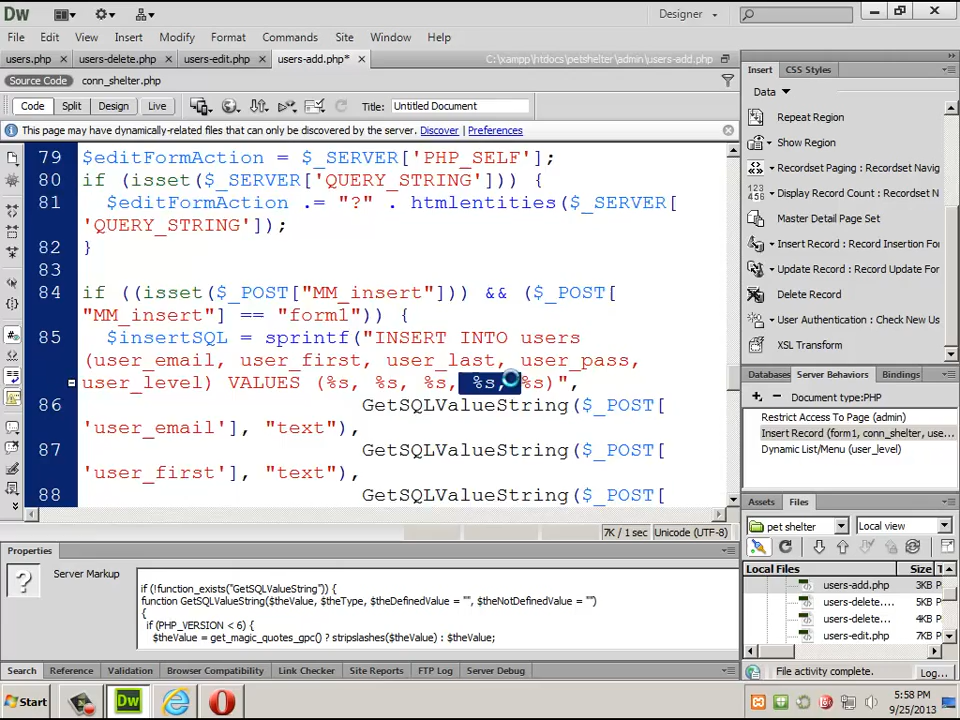 Dw
Designer
File Edit View Insert Modify Format Commands Site Window Help
users.php × users-delete.php × users-edit.php × users-add.php* ×
C:\xampp\htdocs\petshelter\admin\users-add.php
Source Code conn_shelter.php
Code Split Design Live Title: Untitled Document
This page may have dynamically-related files that can only be discovered by the server. Discover | Preferences
79 $editFormAction = $_SERVER['PHP_SELF'];
80 if (isset($_SERVER['QUERY_STRING'])) {
81 $editFormAction .= "?" . htmlentities($_SERVER[
'QUERY_STRING']);
82 }
83
84 if ((isset($_POST["MM_insert"])) && ($_POST[
"MM_insert"] == "form1")) {
85 $insertSQL = sprintf("INSERT INTO users
(user_email, user_first, user_last, user_pass,
user_level) VALUES (%s, %s, %s, %s, %s)",
86 GetSQLValueString($_POST[
'user_email'], "text"),
87 GetSQLValueString($_POST[
'user_first'], "text"),
88 GetSQLValueString($_POST[
7K / 1 sec Unicode (UTF-8)
Insert CSS Styles
Data
Repeat Region
Show Region
Recordset Paging : Recordset Navig
Display Record Count : Recordset N
Master Detail Page Set
Insert Record : Record Insertion For
Update Record : Record Update For
Delete Record
User Authentication : Check New Us
XSL Transform
Databases Bindings Server Behaviors
Document type:PHP
Restrict Access To Page (admin)
Insert Record (form1, conn_shelter, use...
Dynamic List/Menu (user_level)
Assets Files
pet shelter Local view
Local Files Size T
users-add.php 3KB P
users-delete.... 5KB P
users-delete.... 4KB P
users-edit.php 7KB P
File activity complete. Log...
Properties
Server Markup
if (!function_exists("GetSQLValueString")) {
function GetSQLValueString($theValue, $theType, $theDefinedValue = "", $theNotDefinedValue = "")
{
if (PHP_VERSION < 6) {
$theValue = get_magic_quotes_gpc() ? stripslashes($theValue) : $theValue;
Search Reference Validation Browser Compatibility Link Checker Site Reports FTP Log Server Debug
Start
Dw
5:58 PM
9/25/2013